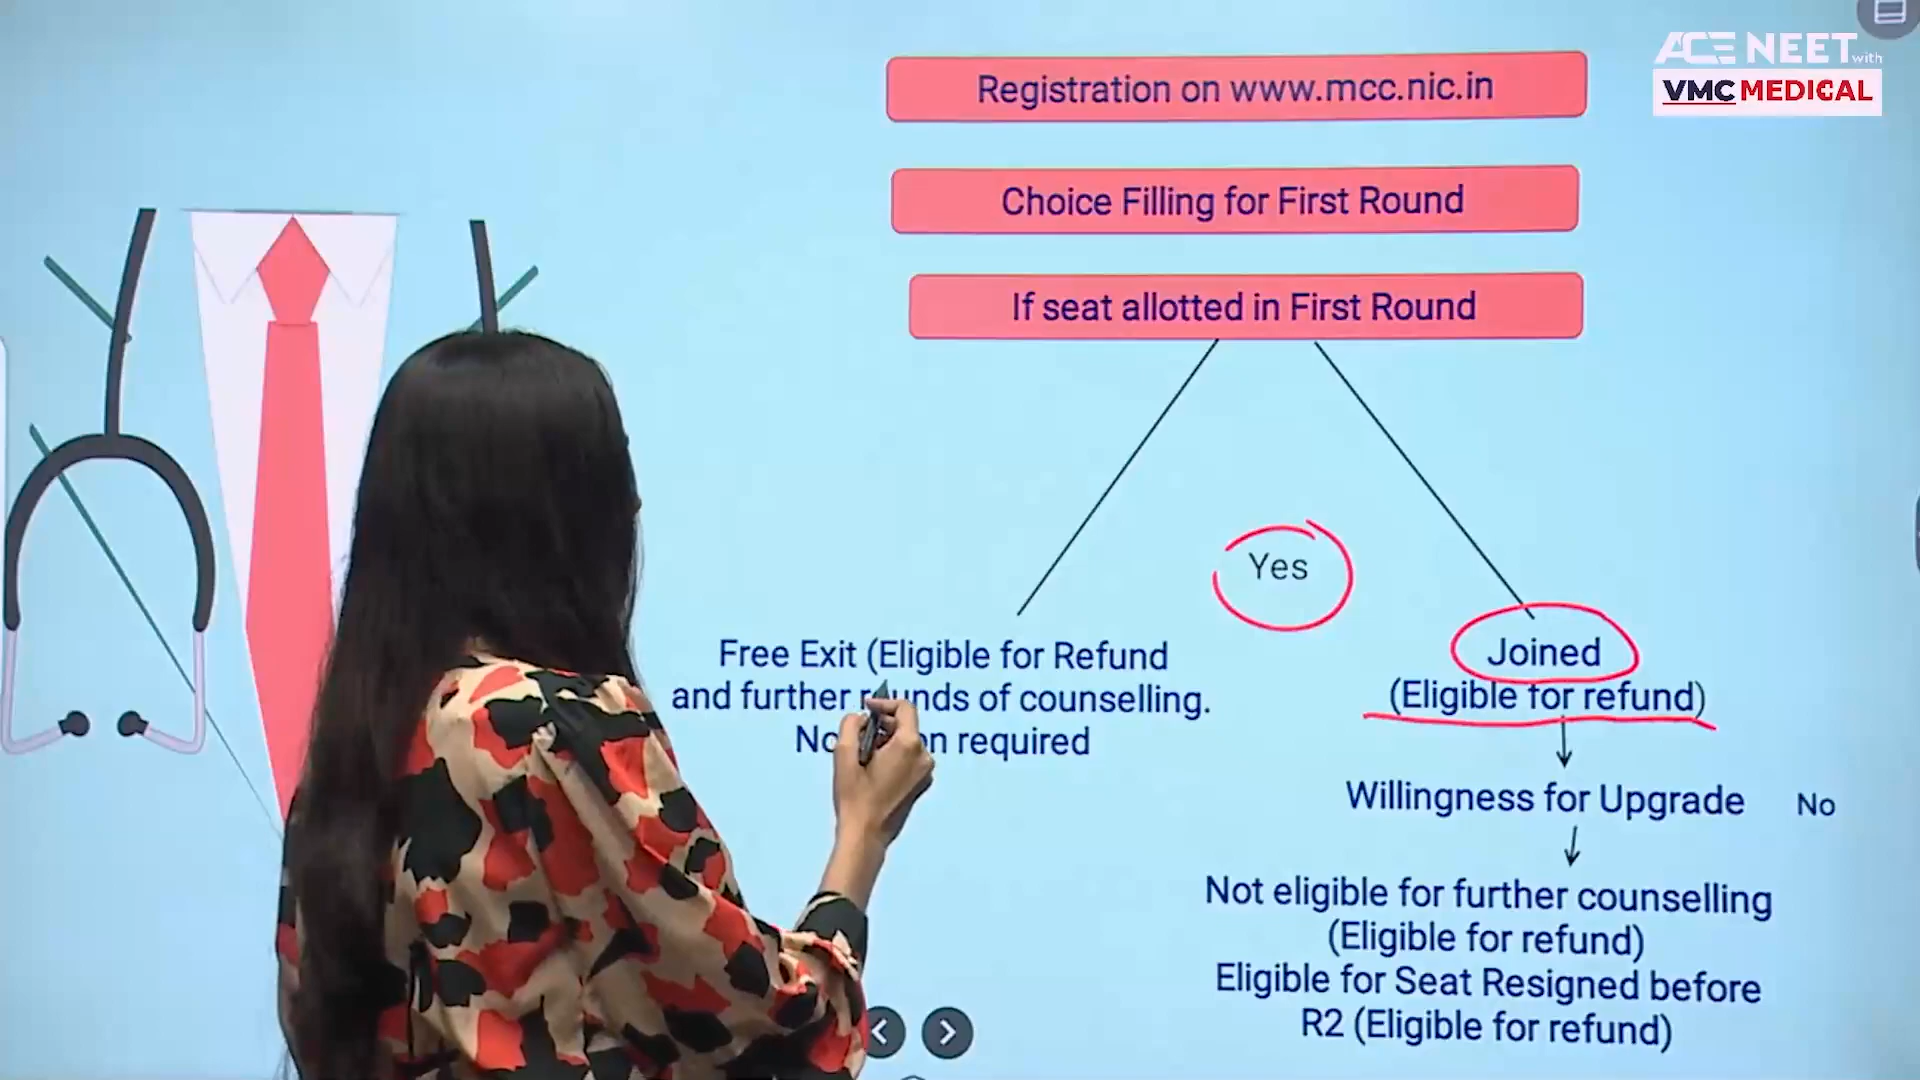 ACE NEET with
VMC MEDICAL
Registration on www.mcc.nic.in
Choice Filling for First Round
If seat allotted in First Round
Yes
Free Exit (Eligible for Refund
and further rounds of counselling.
No required
Joined
(Eligible for refund)
Willingness for Upgrade No
Not eligible for further counselling
(Eligible for refund)
Eligible for Seat Resigned before
R2 (Eligible for refund)